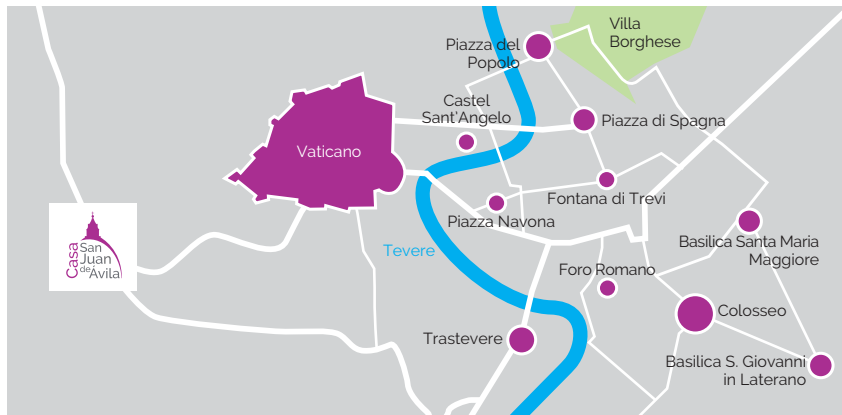 Villa
Borghese
Piazza del
Popolo
Castel
Sant'Angelo
Piazza di Spagna
Vaticano
Fontana di Trevi
Piazza Navona
Casa
San
Juan
de Ávila
Tevere
Basilica Santa Maria
Maggiore
Foro Romano
Colosseo
Trastevere
Basilica S. Giovanni
in Laterano